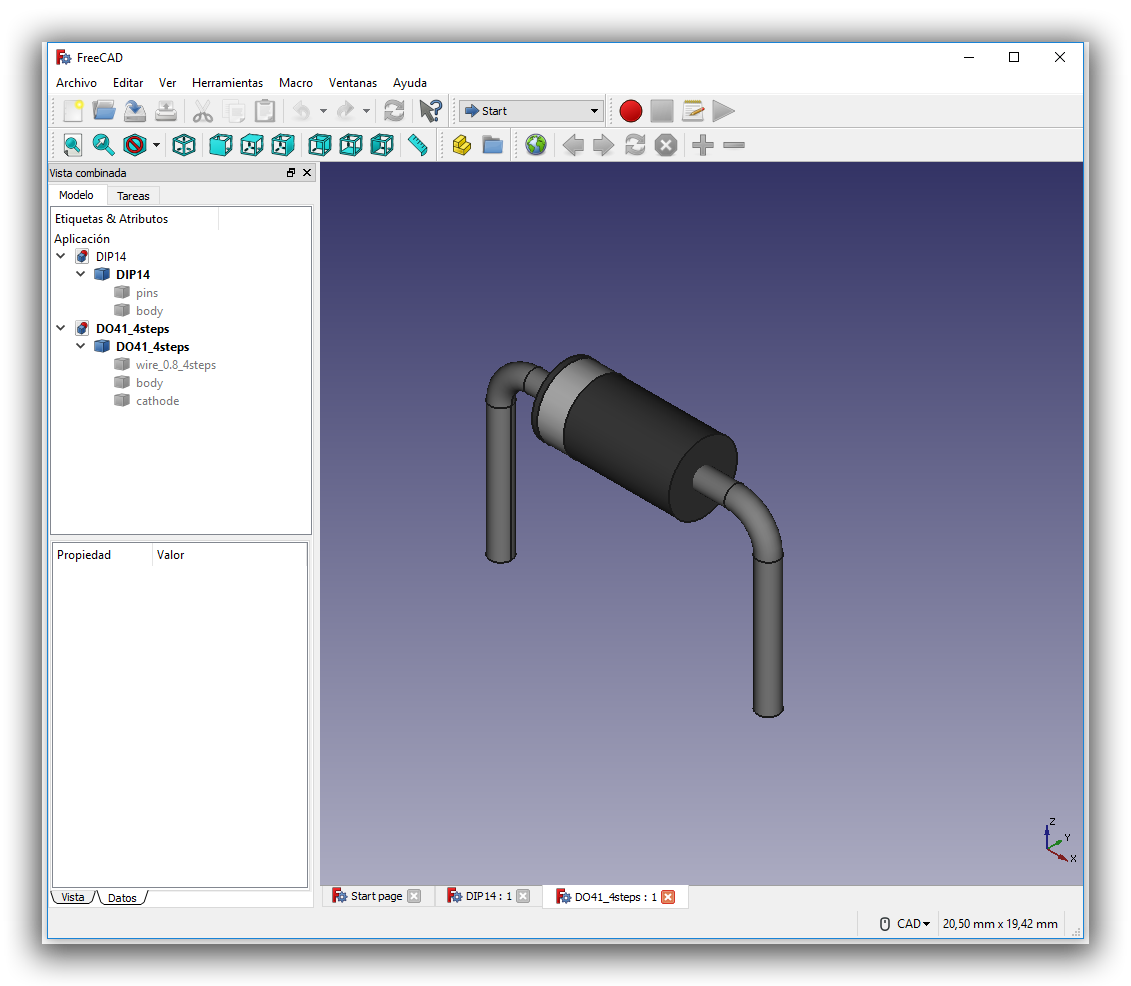 FreeCAD
Archivo Editar Ver Herramientas Macro Ventanas Ayuda
Start
Vista combinada
Modelo Tareas
Etiquetas & Atributos
Aplicación
DIP14
DIP14
pins
body
DO41_4steps
DO41_4steps
wire_0.8_4steps
body
cathode
Propiedad Valor
Z
Y
X
Vista Datos
Start page DIP14 : 1 DO41_4steps : 1
CAD 20,50 mm x 19,42 mm